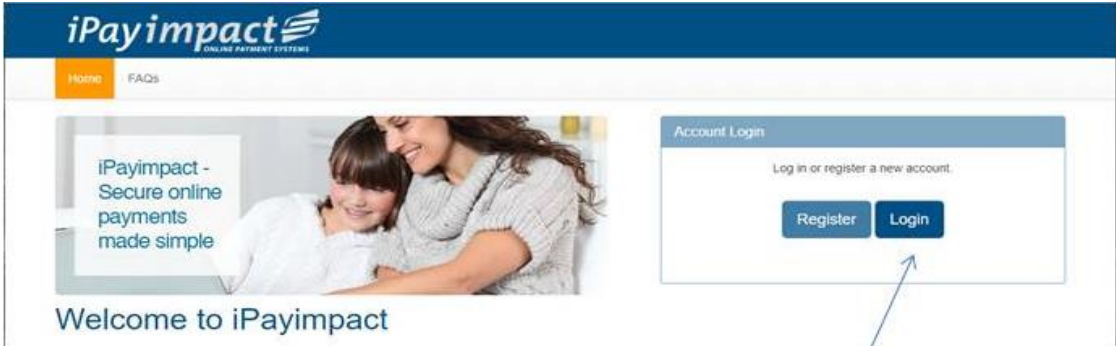 iPayimpact
ONLINE PAYMENT SYSTEMS
Home FAQs
iPayimpact -
Secure online
payments
made simple
Account Login
Log in or register a new account.
Register Login
Welcome to iPayimpact